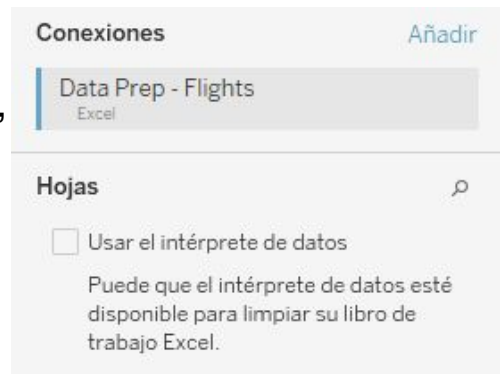 Conexiones Añadir
Data Prep - Flights
Excel
,
Hojas
Usar el intérprete de datos
Puede que el intérprete de datos esté
disponible para limpiar su libro de
trabajo Excel.